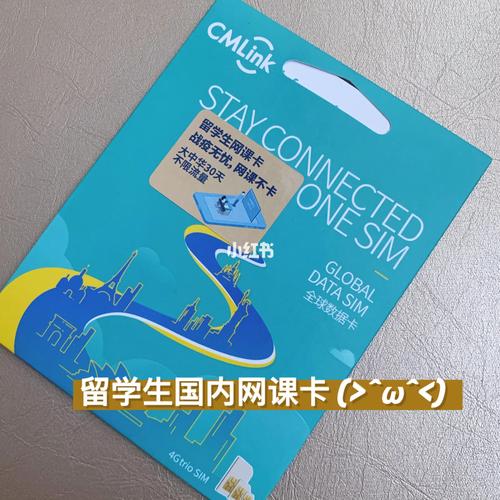 CMLink
STAY CONNECTED
ONE SIM
留学生网课卡
战疫无忧，网课不卡
大中华30天
不限流量
小红书
GLOBAL
DATA SIM
全球数据卡
留学生国内网课卡 (>ˆωˆ<)
4G trio SIM